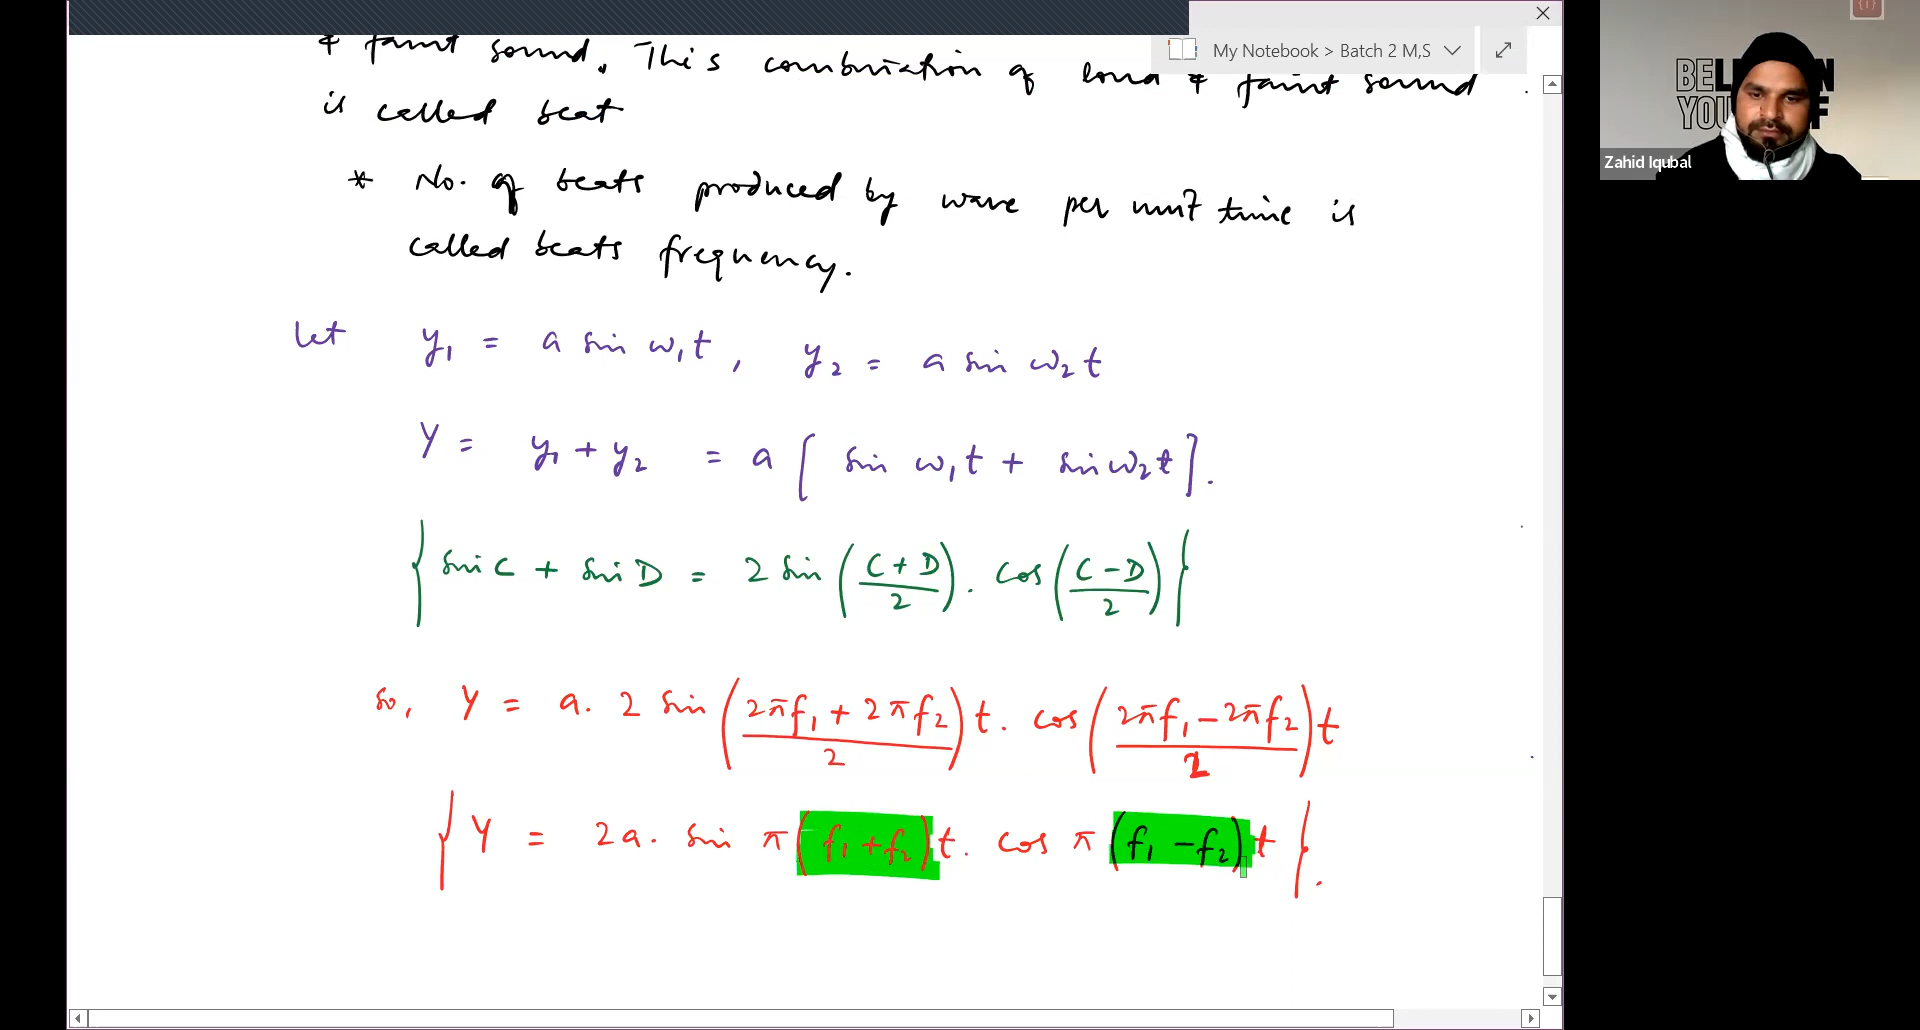 My Notebook > Batch 2 M,S
& faint sound. This combination of loud & faint sound
is called beat
* No. of beats produced by wave per unit time is
called beats frequency.
let y₁ = a sin ω₁t, y₂ = a sin ω₂t
Y = y₁ + y₂ = a [ sin ω₁t + sin ω₂t ].
{ sin C + sin D = 2 sin ( (C + D)/2 ) . cos ( (C - D)/2 ) }
so, Y = a. 2 sin ( (2πf₁ + 2πf₂)/2 ) t. cos ( (2πf₁ - 2πf₂)/2 ) t
{ Y = 2a. sin π (f₁ + f₂) t. cos π (f₁ - f₂) t }.
Zahid Iqubal